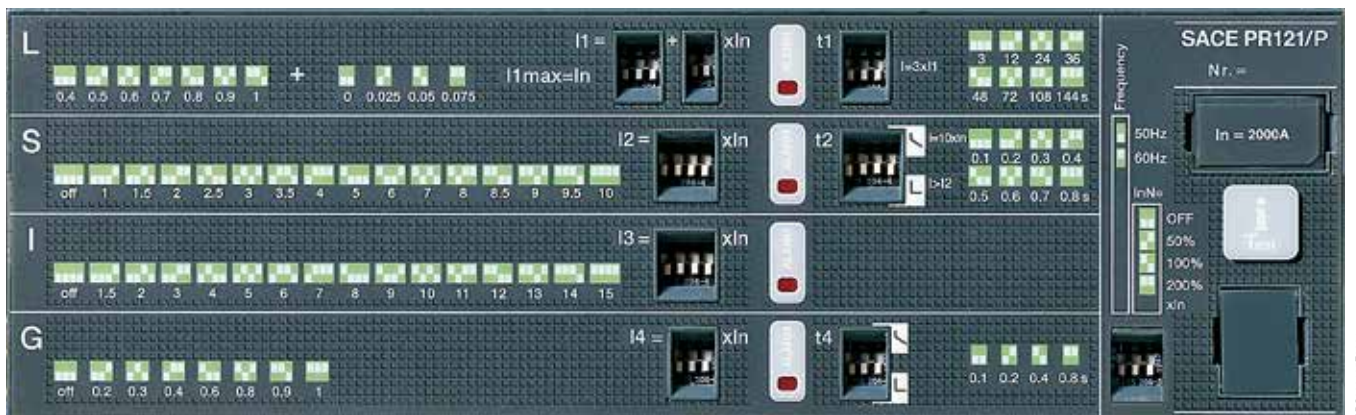 L
I1 = + xIn
t1
0.4 0.5 0.6 0.7 0.8 0.9 1
+
0 0.025 0.05 0.075
I1max=In
I=3xI1
3 12 24 36
48 72 108 144 s
S
I2= xIn
t2
I=10xIn
I>I2
off 1 1.5 2 2.5 3 3.5 4 5 6 7 8 8.5 9 9.5 10
0.1 0.2 0.3 0.4
0.5 0.6 0.7 0.8 s
I
I3= xIn
off 1.5 2 3 4 5 6 7 8 9 10 11 12 13 14 15
G
I4 = xIn
t4
off 0.2 0.3 0.4 0.6 0.8 0.9 1
0.1 0.2 0.4 0.8 s
Frequency
50Hz
60Hz
InN=
OFF
50%
100%
200%
xIn
SACE PR121/P
Nr. =
In = 2000A
Test